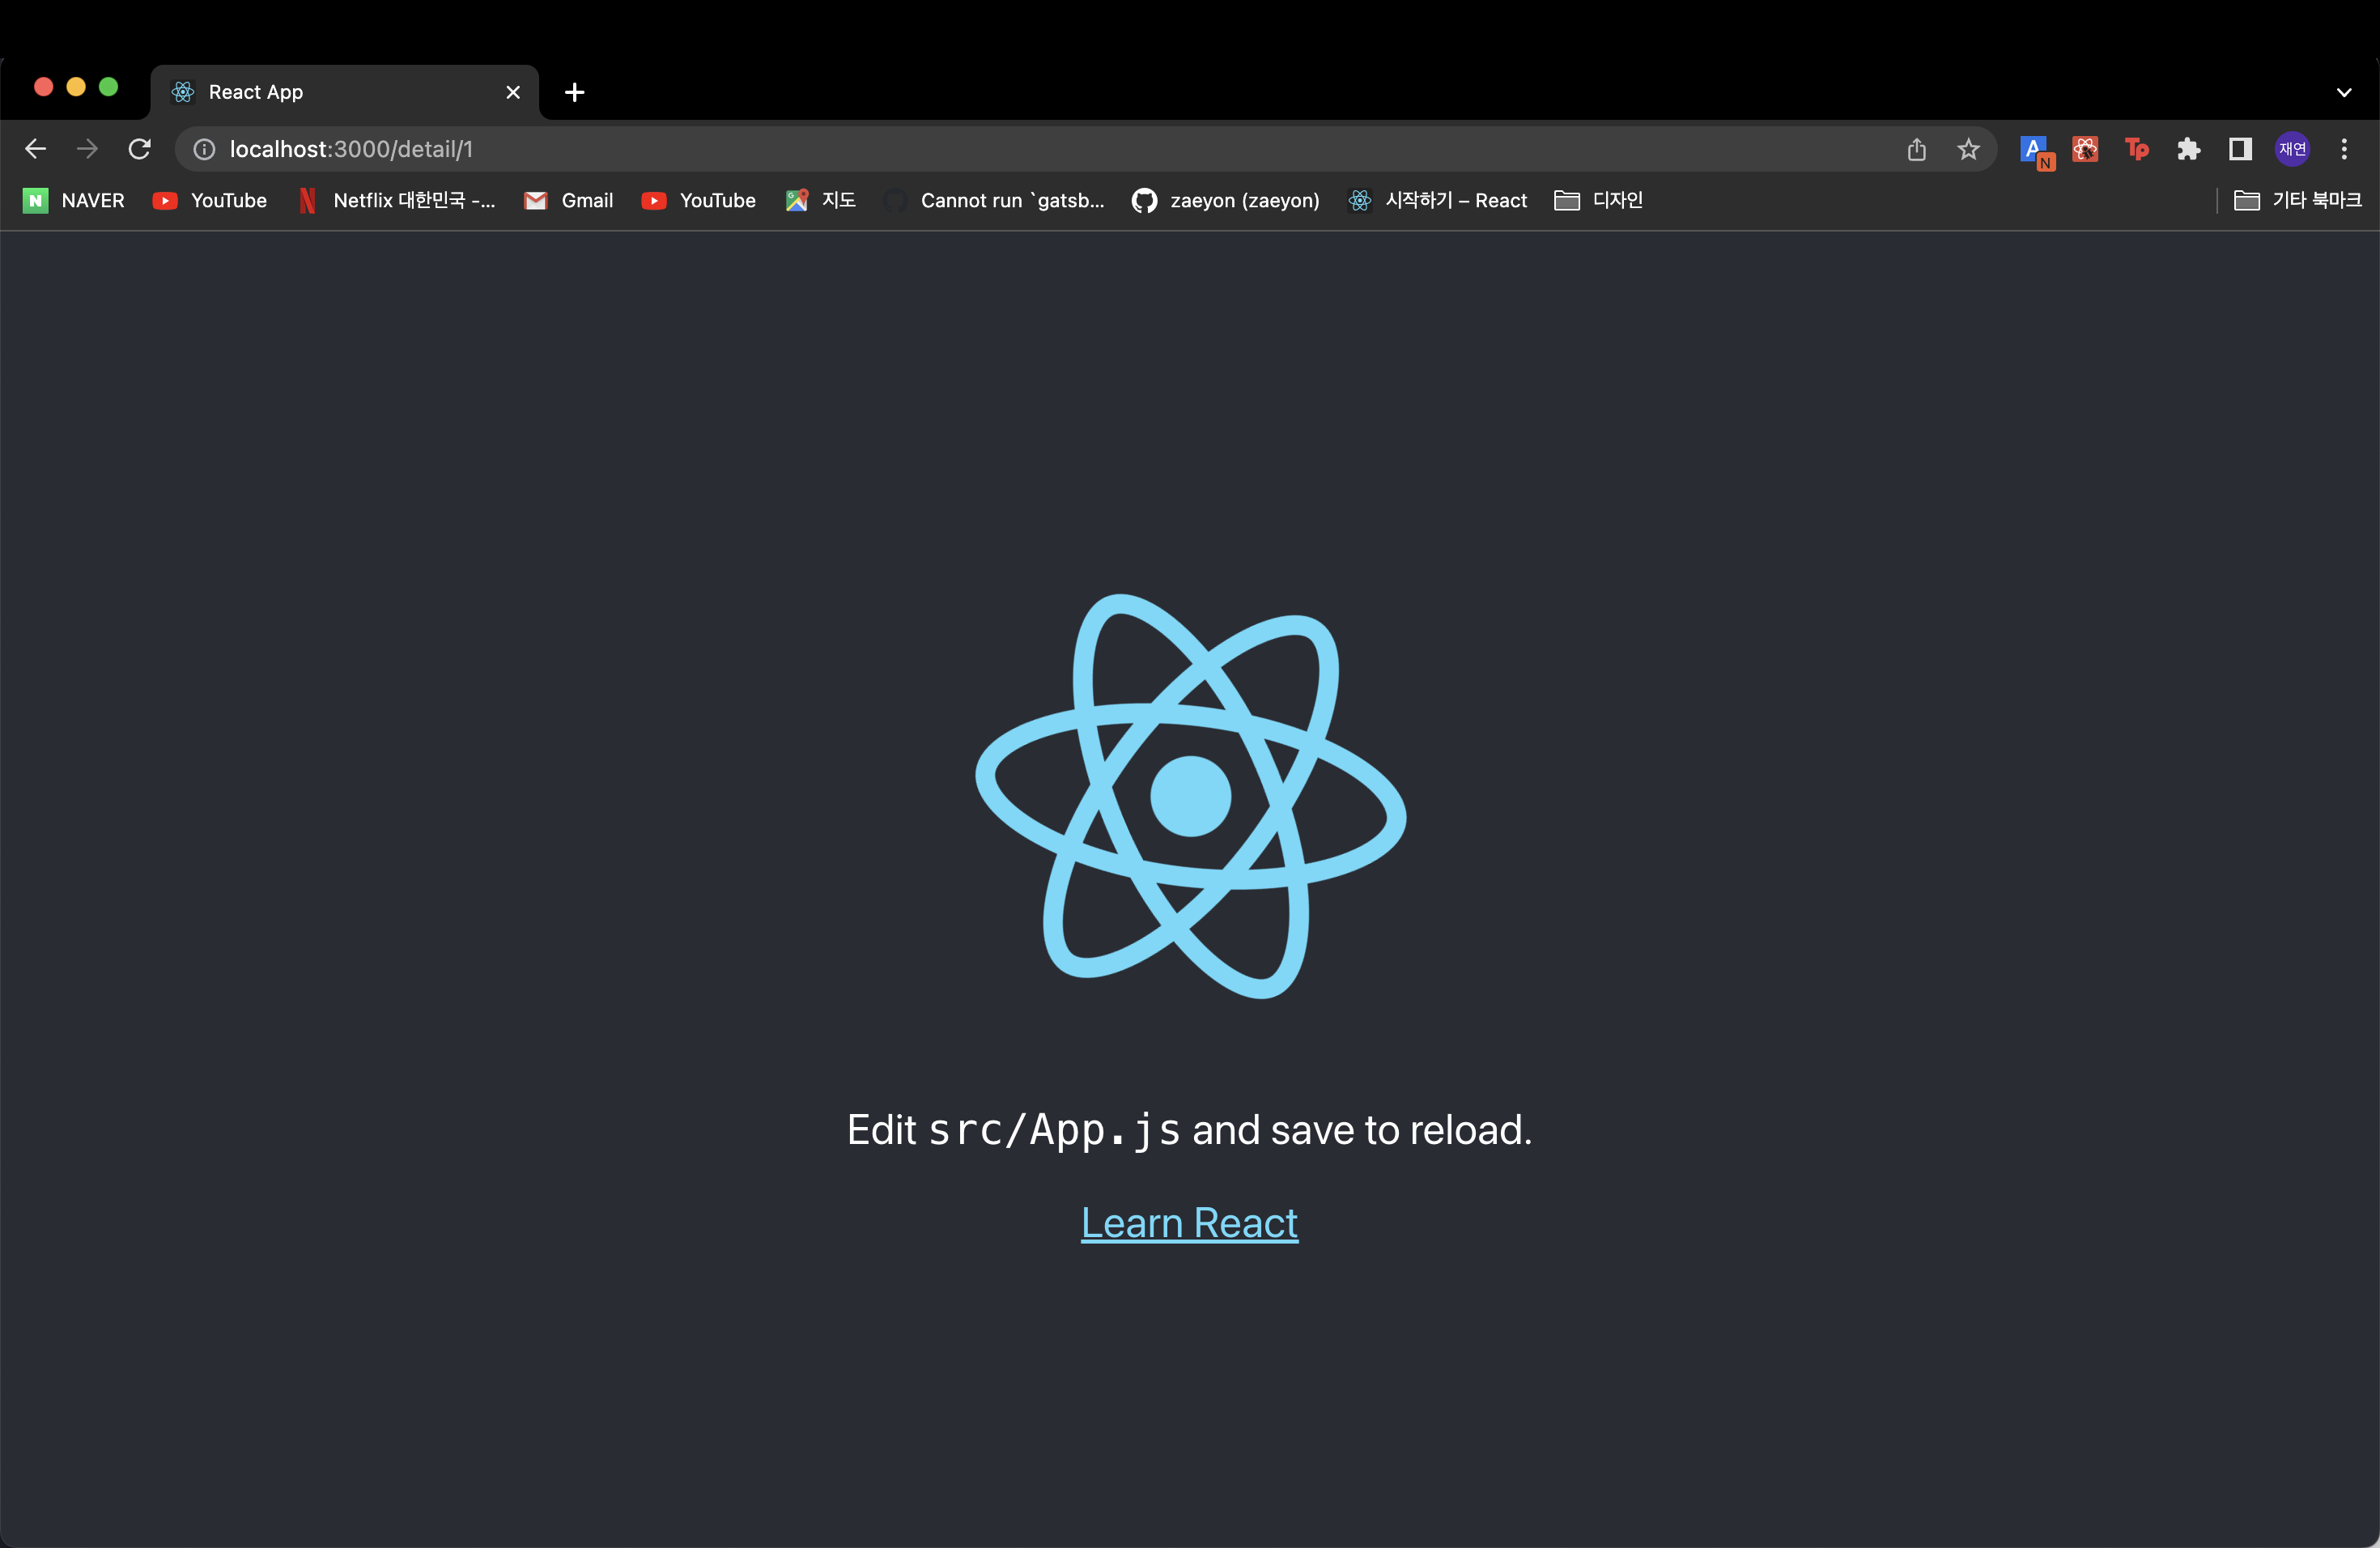 React App
localhost:3000/detail/1
A N Tp 재연
N NAVER YouTube Netflix 대한민국 -... Gmail YouTube G 지도 Cannot run `gatsb... zaeyon (zaeyon) 시작하기 – React 디자인 기타 북마크
Edit src/App.js and save to reload.
Learn React